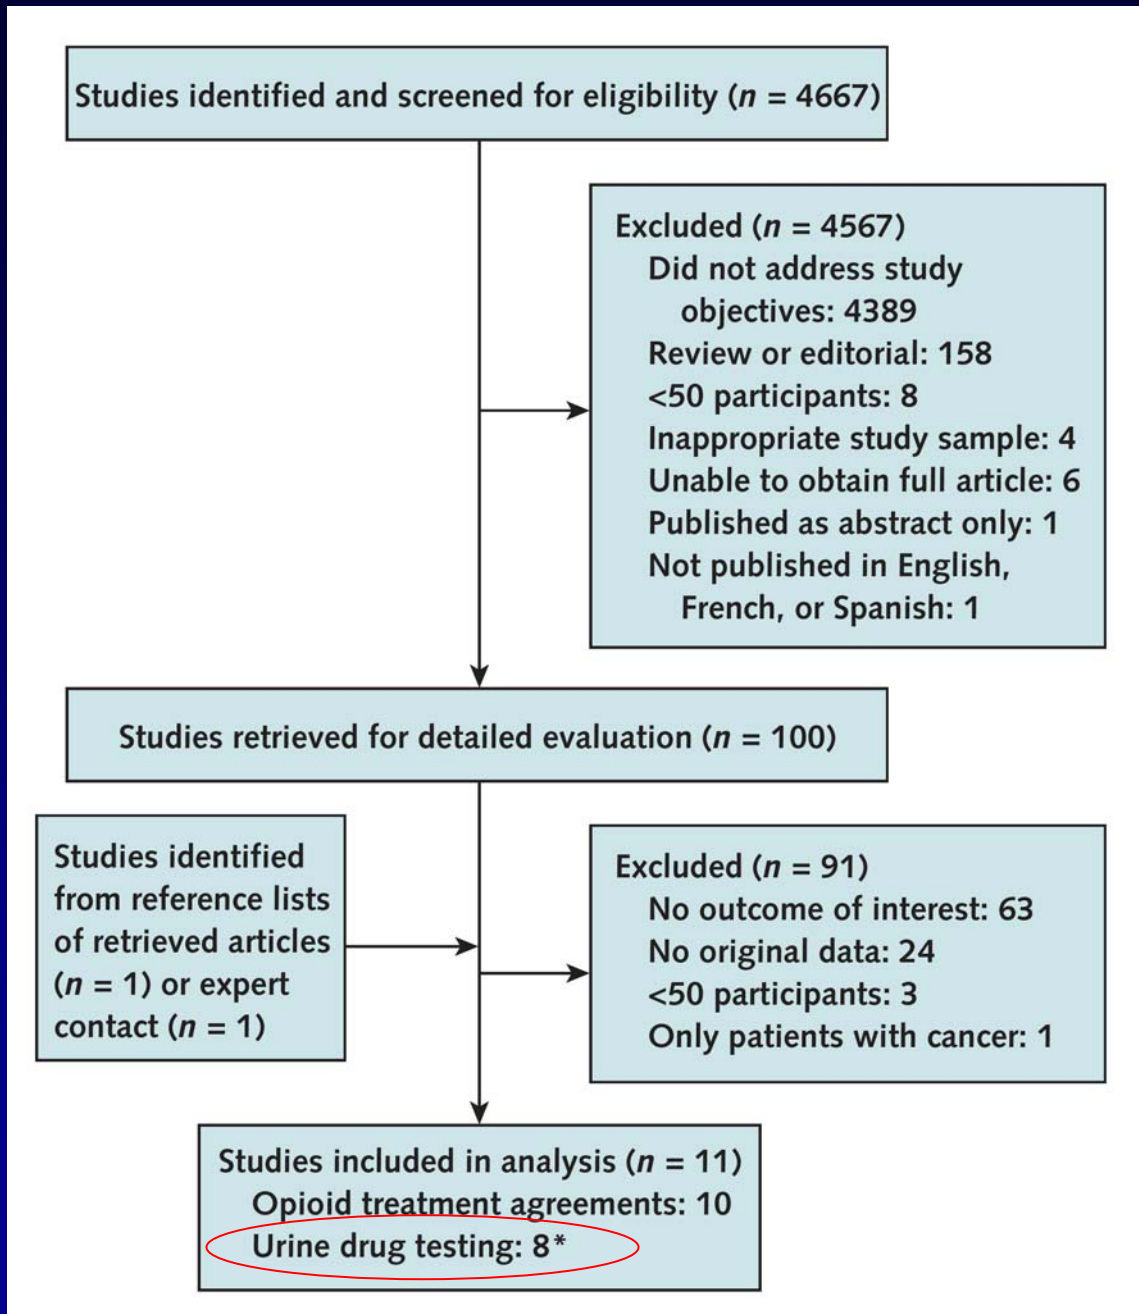 Studies identified and screened for eligibility (n = 4667)
Excluded (n = 4567)
Did not address study
objectives: 4389
Review or editorial: 158
<50 participants: 8
Inappropriate study sample: 4
Unable to obtain full article: 6
Published as abstract only: 1
Not published in English,
French, or Spanish: 1
Studies retrieved for detailed evaluation (n = 100)
Studies identified
from reference lists
of retrieved articles
(n = 1) or expert
contact (n = 1)
Excluded (n = 91)
No outcome of interest: 63
No original data: 24
<50 participants: 3
Only patients with cancer: 1
Studies included in analysis (n = 11)
Opioid treatment agreements: 10
Urine drug testing: 8*